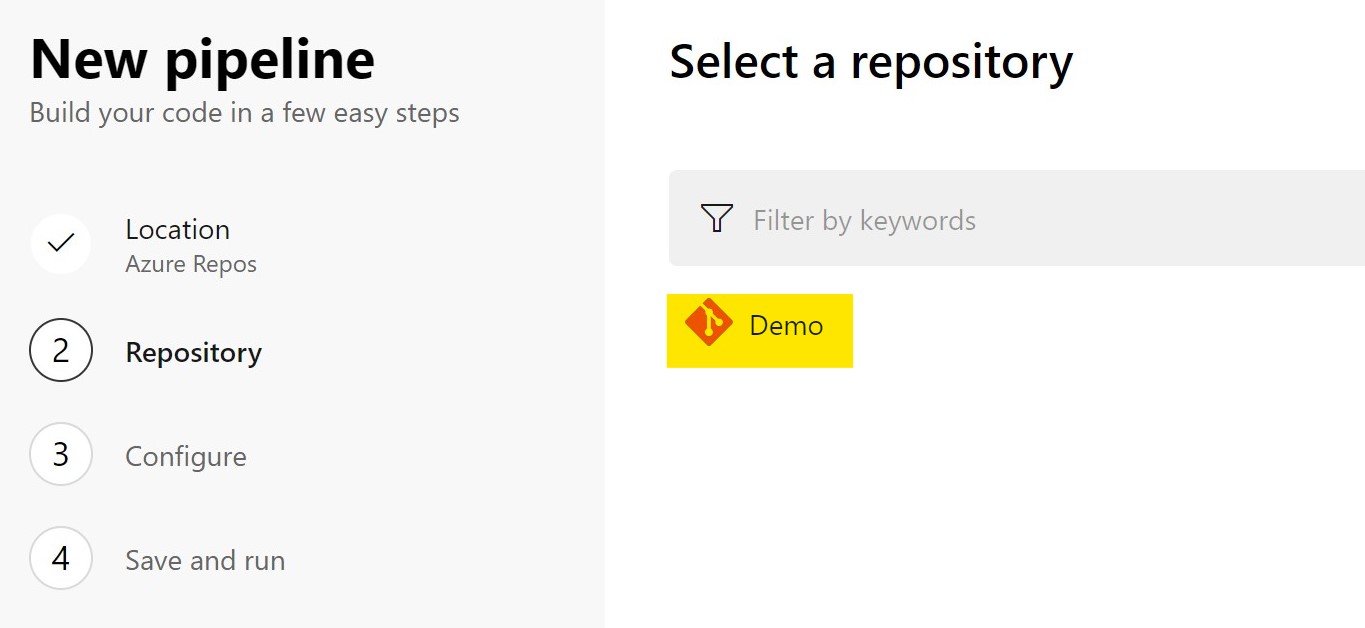 New pipeline
Build your code in a few easy steps
Location
Azure Repos
2 Repository
3 Configure
4 Save and run
Select a repository
Filter by keywords
Demo